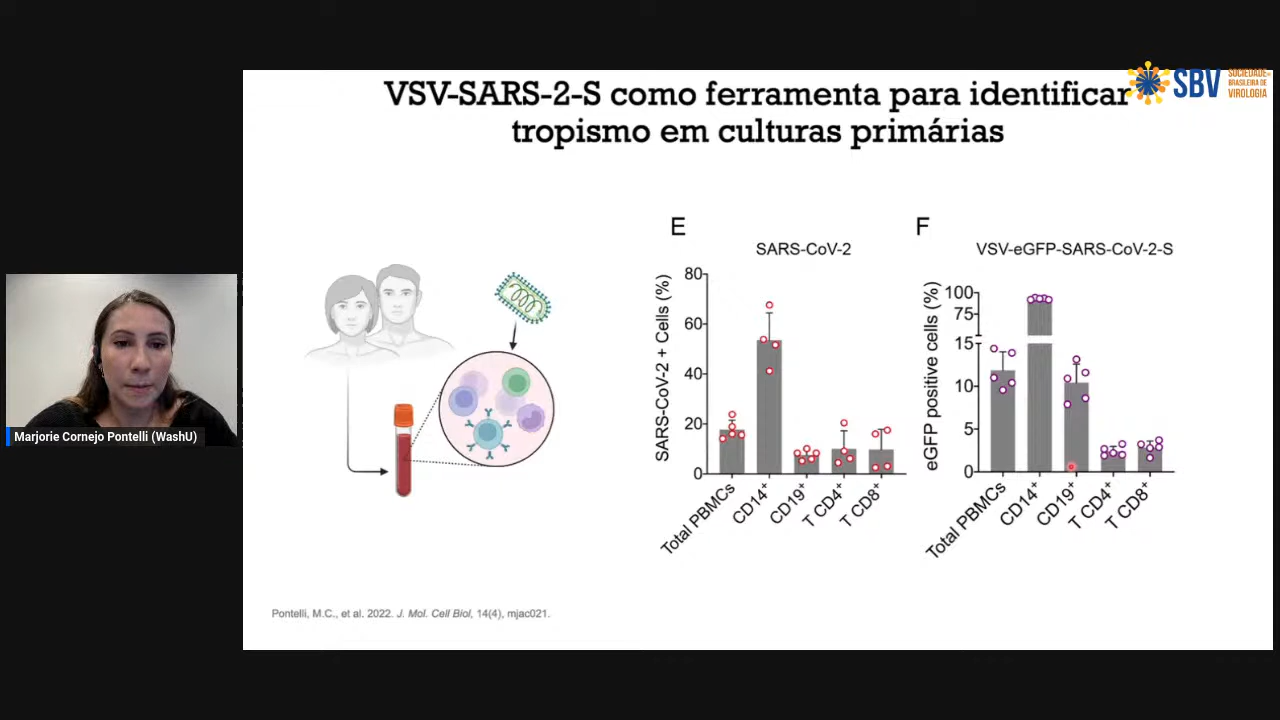 VSV-SARS-2-S como ferramenta para identificar
tropismo em culturas primárias
SBV
SOCIEDADE
BRASILEIRA DE
VIROLOGIA
E
SARS-CoV-2
SARS-CoV-2 + Cells (%)
80
60
40
20
0
Total PBMCs
CD14+
CD19+
T CD4+
T CD8+
F
VSV-eGFP-SARS-CoV-2-S
eGFP positive cells (%)
100
75
15
10
5
0
Total PBMCs
CD14+
CD19+
T CD4+
T CD8+
Marjorie Cornejo Pontelli (WashU)
Pontelli, M.C., et al. 2022. J. Mol. Cell Biol, 14(4), mjac021.